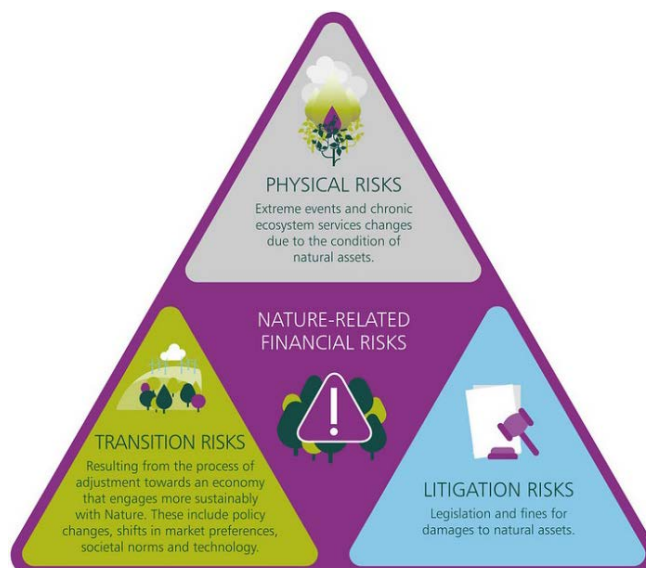 PHYSICAL RISKS
Extreme events and chronic
ecosystem services changes
due to the condition of
natural assets.
NATURE-RELATED
FINANCIAL RISKS
TRANSITION RISKS
Resulting from the process of
adjustment towards an economy
that engages more sustainably
with Nature. These include policy
changes, shifts in market preferences,
societal norms and technology.
LITIGATION RISKS
Legislation and fines for
damages to natural assets.